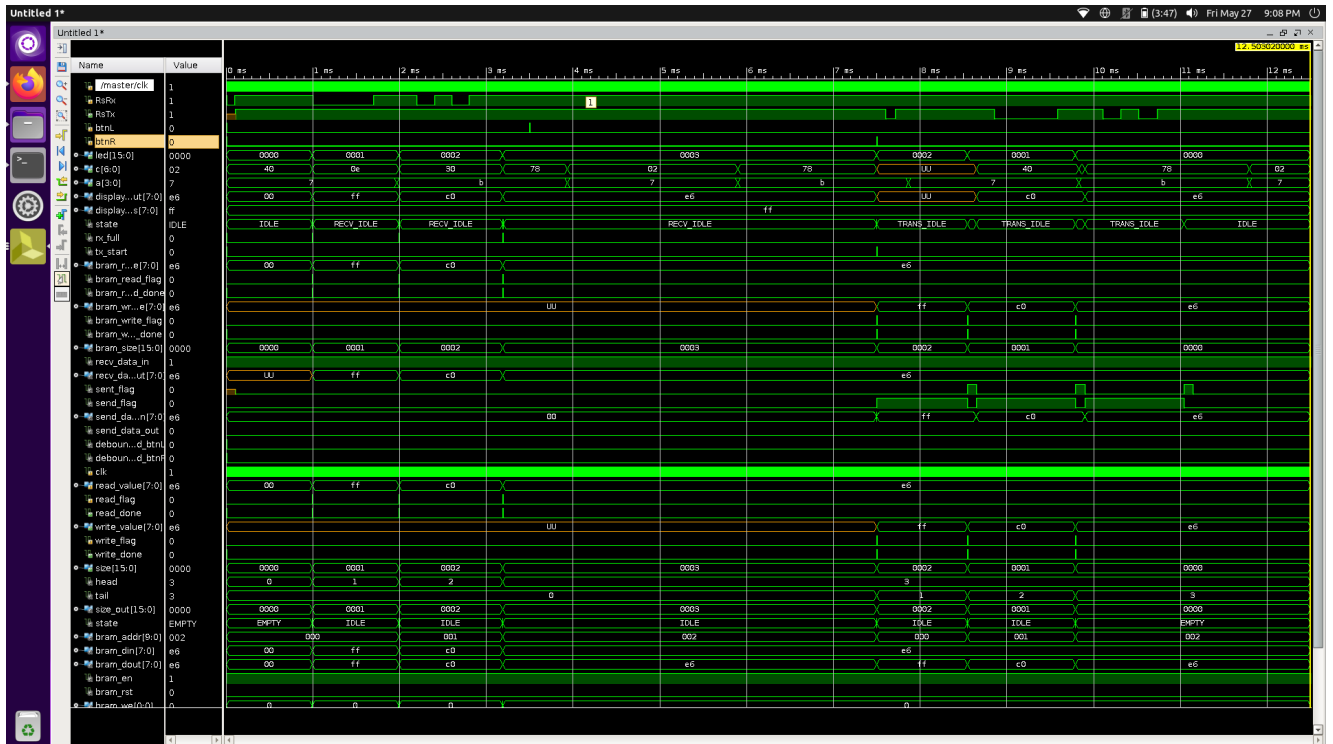 Untitled 1*
(3:47)
Fri May 27 9:08 PM
Untitled 1*
12.503020000 ms
Name Value
0 ms 1 ms 2 ms 3 ms 4 ms 5 ms 6 ms 7 ms 8 ms 9 ms 10 ms 11 ms 12 ms
/master/clk 1
RsRx 1 1
RsTx 1
btnL 0
btnR 0
led[15:0] 0000 0000 0001 0002 0003 0002 0001 0000
c[6:0] 02 40 0e 30 78 02 78 UU 40 78 02
a[3:0] 7 7 b 7 b 7 b 7
display...ut[7:0] e6 00 ff c0 e6 UU c0 e6
display...s[7:0] ff ff
state IDLE IDLE RECV_IDLE RECV_IDLE RECV_IDLE TRANS_IDLE TRANS_IDLE TRANS_IDLE IDLE
rx_full 0
tx_start 0
bram_r...e[7:0] e6 00 ff c0 e6
bram_read_flag 0
bram_r...d_done 0
bram_wr...e[7:0] e6 UU ff c0 e6
bram_write_flag 0
bram_w..._done 0
bram_size[15:0] 0000 0000 0001 0002 0003 0002 0001 0000
recv_data_in 1
recv_da...ut[7:0] e6 UU ff c0 e6
sent_flag 0
send_flag 0
send_da...n[7:0] e6 00 ff c0 e6
send_data_out 0
deboun...d_btnL 0
deboun...d_btnR 0
clk 1
read_value[7:0] e6 00 ff c0 e6
read_flag 0
read_done 0
write_value[7:0] e6 UU ff c0 e6
write_flag 0
write_done 0
size[15:0] 0000 0000 0001 0002 0003 0002 0001 0000
head 3 0 1 2 3
tail 3 0 1 2 3
size_out[15:0] 0000 0000 0001 0002 0003 0002 0001 0000
state EMPTY EMPTY IDLE IDLE IDLE IDLE IDLE EMPTY
bram_addr[9:0] 002 000 001 002 000 001 002
bram_din[7:0] e6 00 ff c0 e6
bram_dout[7:0] e6 00 ff c0 e6 ff c0 e6
bram_en 1
bram_rst 0
bram_we[0:0] 0 0 0 0 0